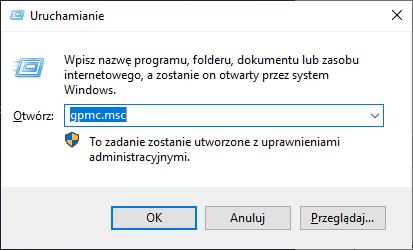 Uruchamianie
Wpisz nazwę programu, folderu, dokumentu lub zasobu
internetowego, a zostanie on otwarty przez system
Windows.
Otwórz: gpmc.msc
To zadanie zostanie utworzone z uprawnieniami
administracyjnymi.
OK Anuluj Przeglądaj...